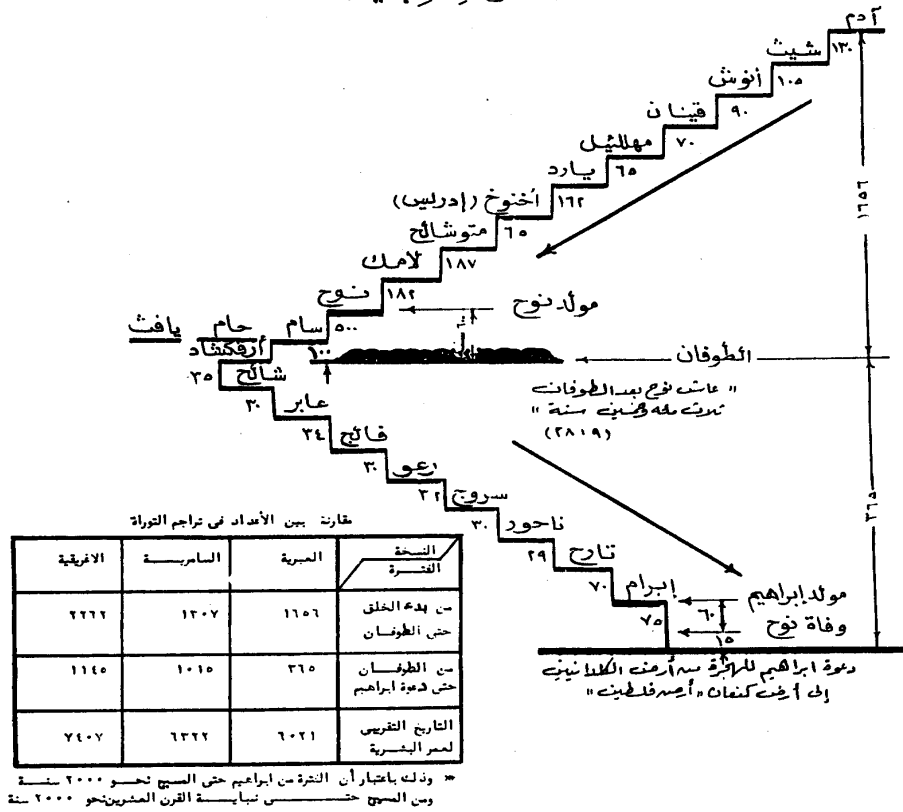 آدم
١٣٠
شيث
١٠٥
أنوش
٩٠
قينان
٧٠
مهللئيل
٦٥
يارد
١٦٢
أخنوخ (إدريس)
٦٥
متوشالح
١٨٧
لامك
١٨٢
نوح
٥٠٠
١٦٥٦
مولد نوح
سام
حام
يافث
١٠٠
الطوفان
أرفكشاد
٣٥
شالح
٣٠
عابر
٣٤
فالج
٣٠
رعو
٣٢
سروج
٣٠
ناحور
٢٩
تارح
٧٠
إبرام
٧٥
" عاش نوح بعد الطوفان
ثلاث مئه وخمسين سنة "
(٢٨:٩)
٣٦٥
مولد إبراهيم
٦٠
وفاة نوح
١٥
دعوة ابراهيم للهجرة من أرض الكلدانيين
إلى أرض كنعان " أرض فلسطين "
مقارنة بين الأعداد فى تراجم التوراة
النسخة
الفترة
العبرية
السامرية
الاغريقية
من بدء الخلق
حتى الطوفان
١٦٥٦
١٣٠٧
٢٢٦٢
من الطوفان
حتى دعوة ابراهيم
٣٦٥
١٠١٥
١١٤٥
التاريخ التقريبى
لعمر البشرية
٦٠٢١
٦٣٢٢
٧٤٠٧
* وذلك باعتبار أن الفترة من ابراهيم حتى المسيح نحو ٢٠٠٠ سنة
ومن المسيح حتى نهاية القرن العشرين نحو ٢٠٠٠ سنة